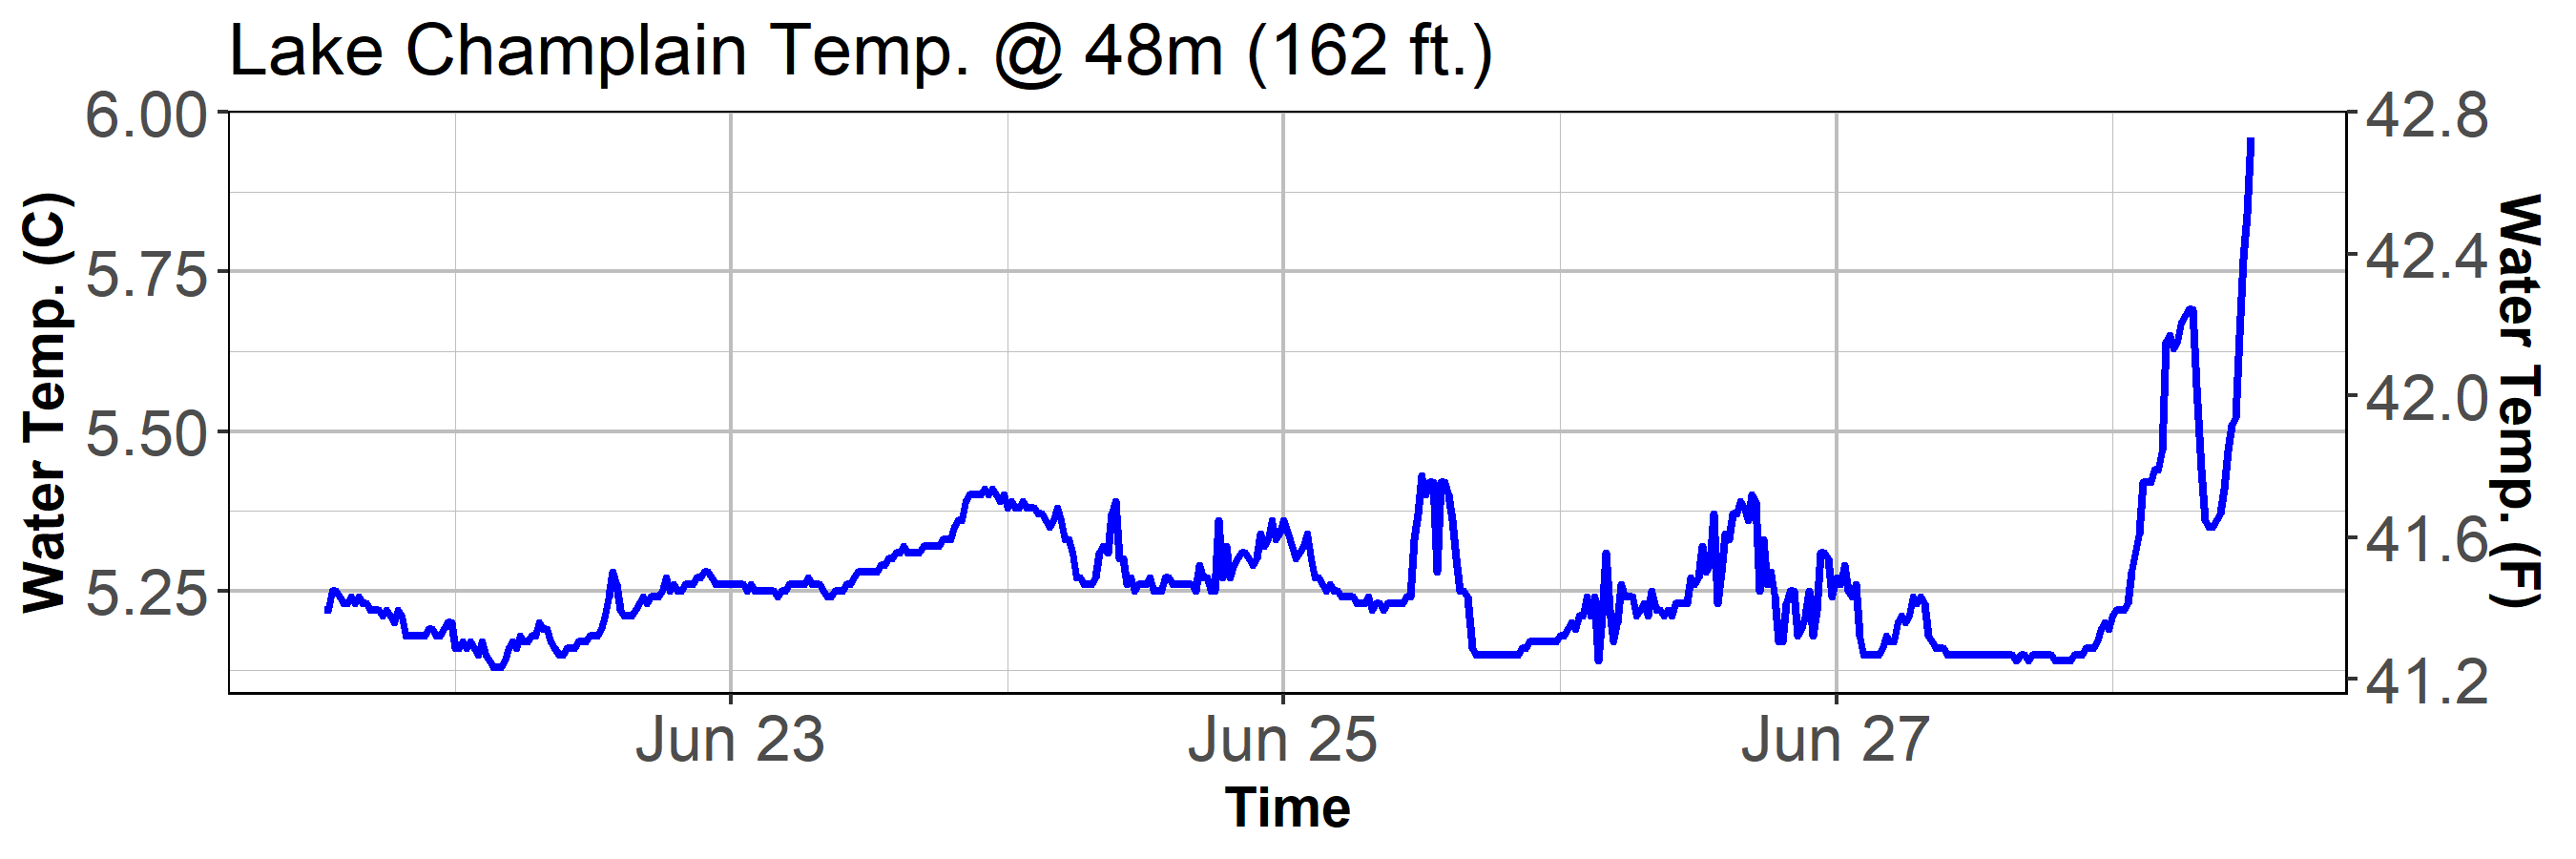 Lake Champlain Temp. @ 48m (162 ft.)
Water Temp. (C)
6.00
5.75
5.50
5.25
42.8
42.4
42.0
41.6
41.2
Water Temp. (F)
Jun 23 Jun 25 Jun 27
Time